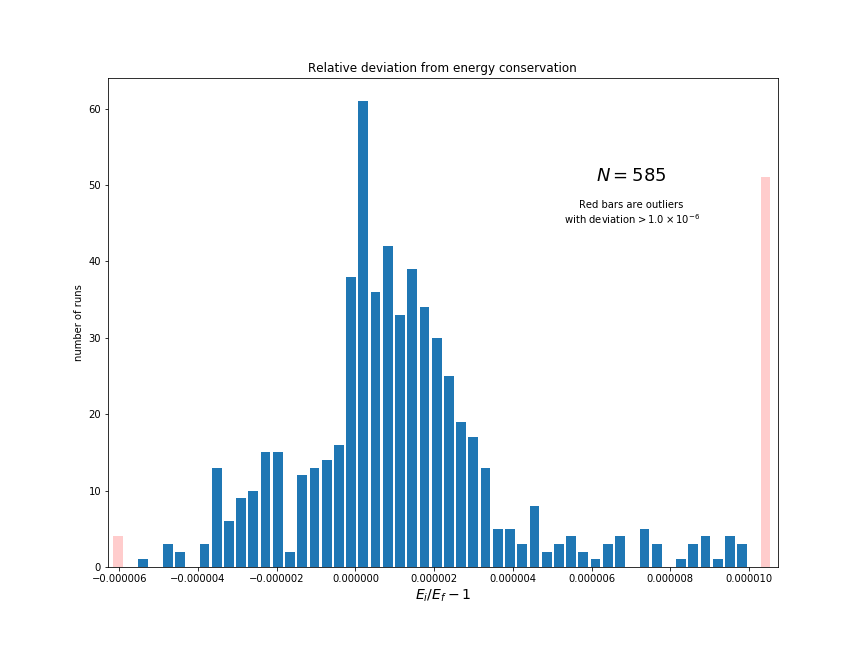 Relative deviation from energy conservation
60
50
40
30
20
10
0
number of runs
N = 585
Red bars are outliers
with deviation > 1.0 × 10⁻⁶
−0.000006 −0.000004 −0.000002 0.000000 0.000002 0.000004 0.000006 0.000008 0.000010
E_i/E_f − 1